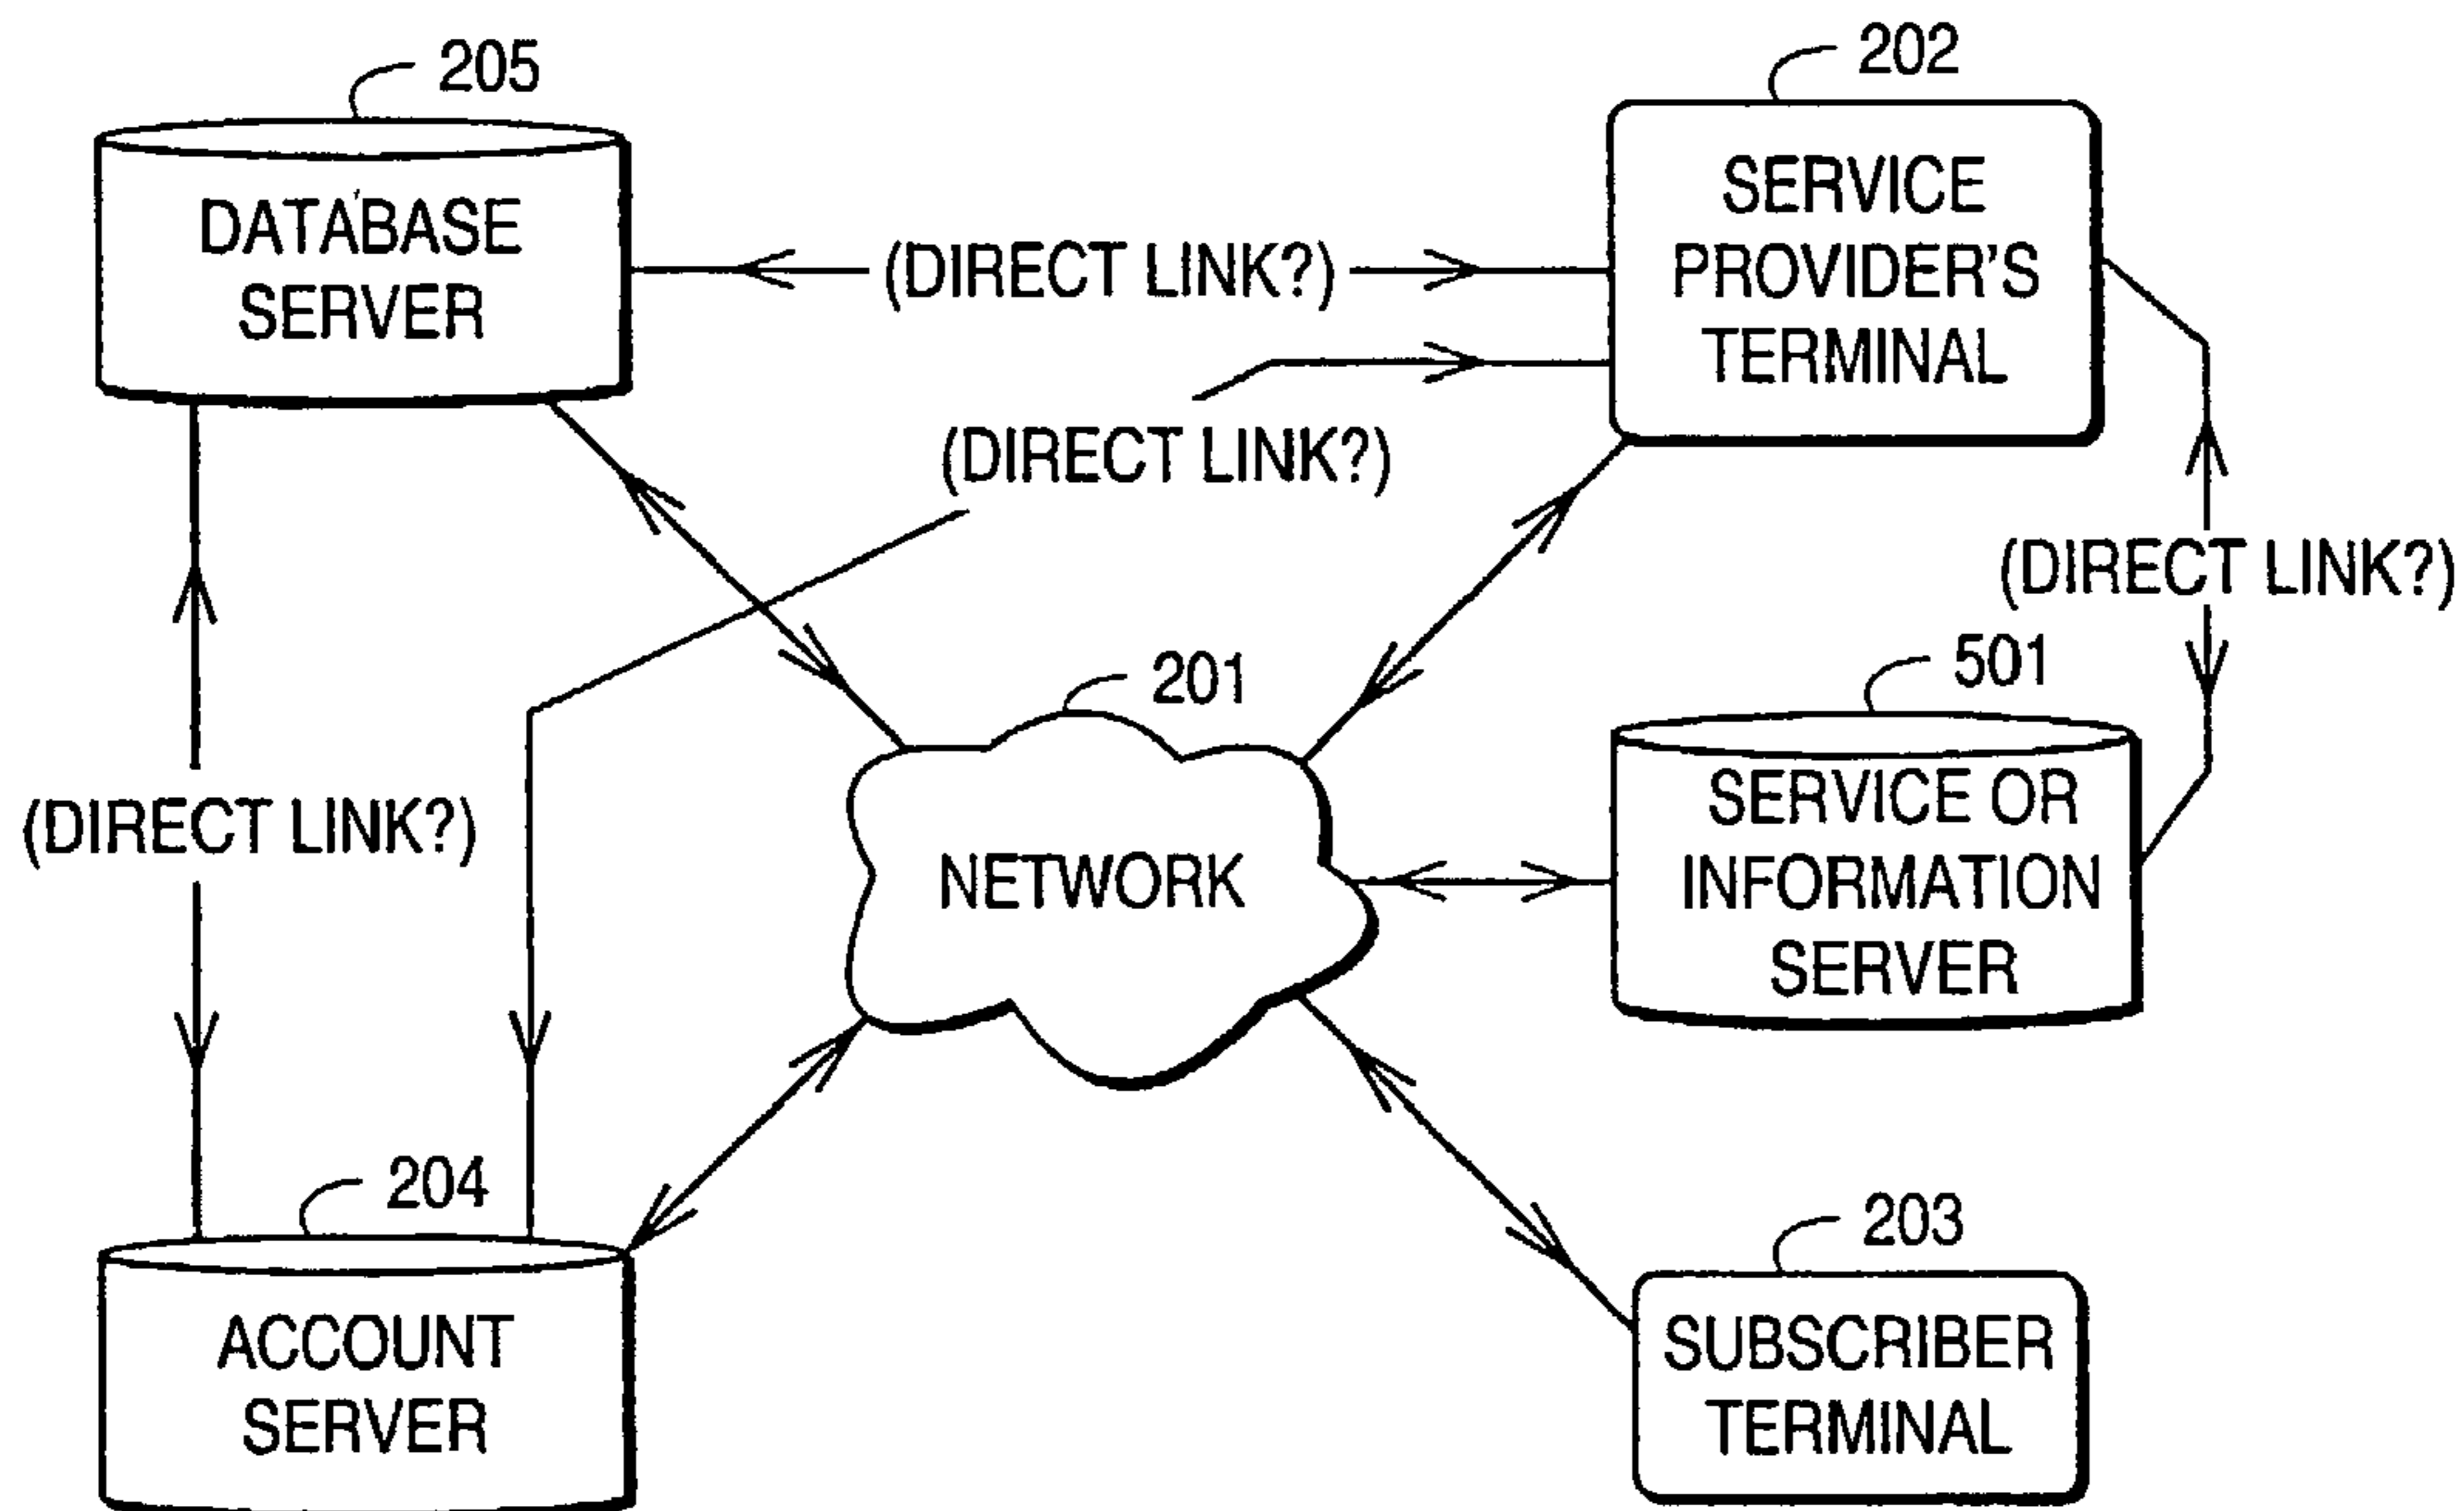 205
202
DATABASE
SERVER
SERVICE
PROVIDER'S
TERMINAL
(DIRECT LINK?)
(DIRECT LINK?)
(DIRECT LINK?)
201
501
(DIRECT LINK?)
NETWORK
SERVICE OR
INFORMATION
SERVER
204
203
ACCOUNT
SERVER
SUBSCRIBER
TERMINAL